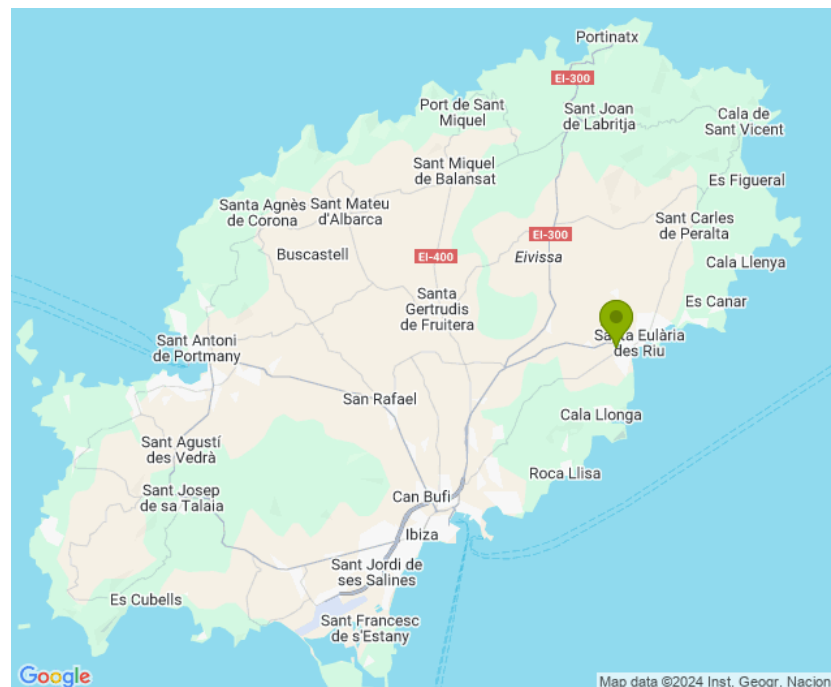 Portinatx
EI-300
Port de Sant
Miquel
Sant Joan
de Labritja
Cala de
Sant Vicent
Sant Miquel
de Balansat
Es Figueral
Santa Agnès
de Corona
Sant Mateu
d'Albarca
Sant Carles
de Peralta
EI-300
Buscastell
EI-400
Eivissa
Cala Llenya
Santa
Gertrudis
de Fruitera
Es Canar
Sant Antoni
de Portmany
Santa Eulària
des Riu
San Rafael
Cala Llonga
Sant Agustí
des Vedrà
Roca Llisa
Sant Josep
de sa Talaia
Can Bufí
Ibiza
Sant Jordi de
ses Salines
Es Cubells
Sant Francesc
de s'Estany
Google
Map data ©2024 Inst. Geogr. Nacion